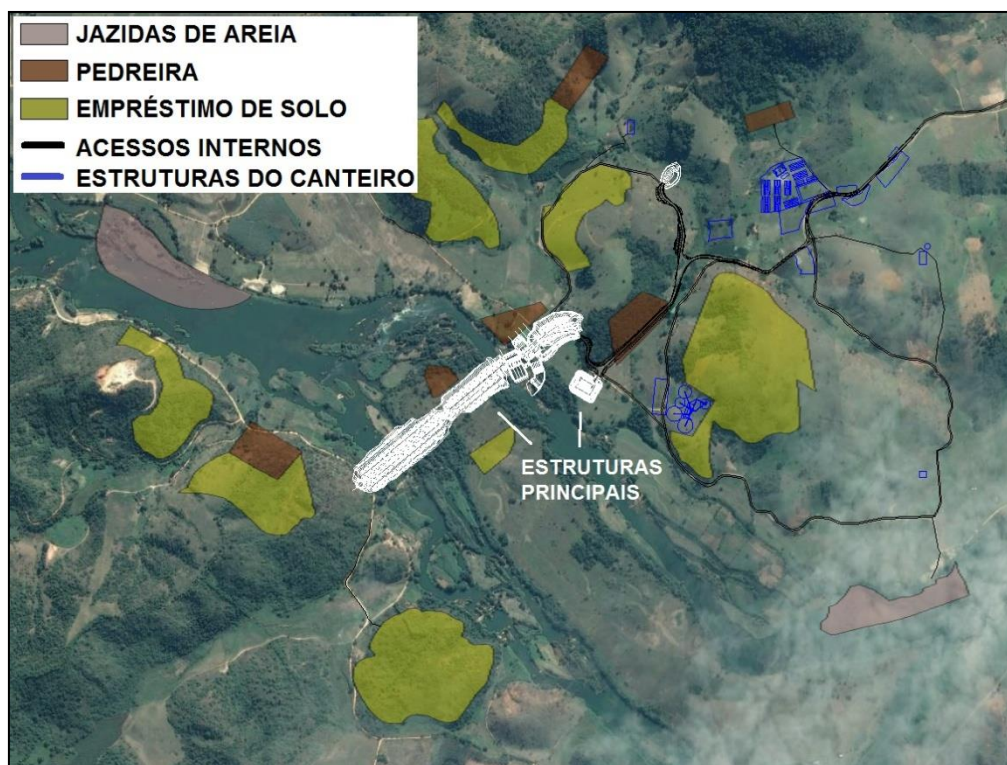 JAZIDAS DE AREIA
PEDREIRA
EMPRÉSTIMO DE SOLO
ACESSOS INTERNOS
ESTRUTURAS DO CANTEIRO
ESTRUTURAS
PRINCIPAIS